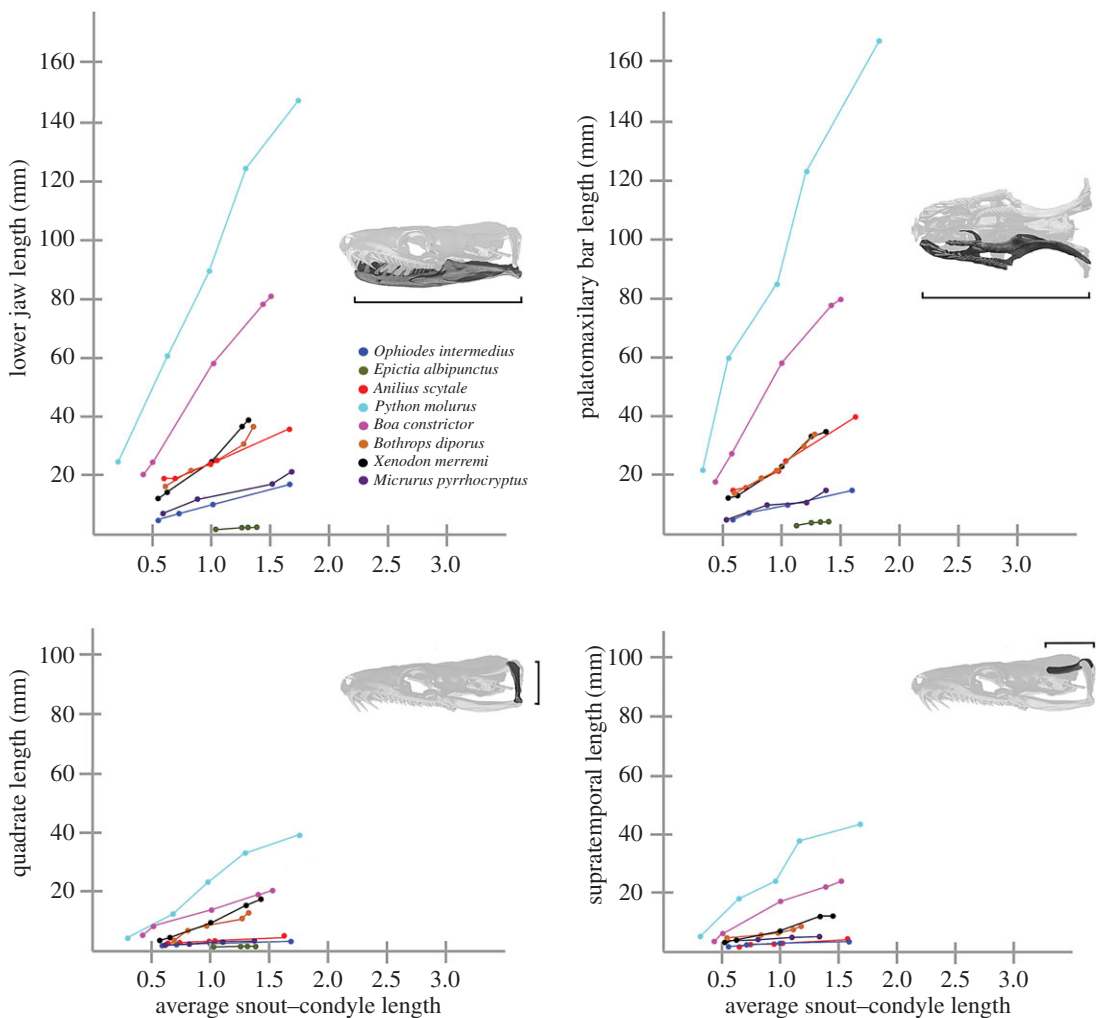 160
140
120
100
80
60
40
20
lower jaw length (mm)
0.5 1.0 1.5 2.0 2.5 3.0
Ophiodes intermedius
Epictia albipunctus
Anilius scytale
Python molurus
Boa constrictor
Bothrops diporus
Xenodon merremi
Micrurus pyrrhocryptus
160
140
120
100
80
60
40
20
palatomaxilary bar length (mm)
0.5 1.0 1.5 2.0 2.5 3.0
100
80
60
40
20
quadrate length (mm)
0.5 1.0 1.5 2.0 2.5 3.0
average snout–condyle length
100
80
60
40
20
supratemporal length (mm)
0.5 1.0 1.5 2.0 2.5 3.0
average snout–condyle length